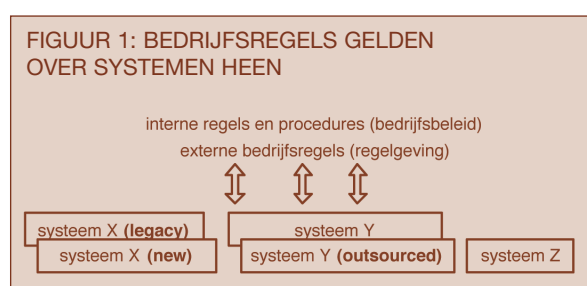 FIGUUR 1: BEDRIJFSREGELS GELDEN
OVER SYSTEMEN HEEN
interne regels en procedures (bedrijfsbeleid)
externe bedrijfsregels (regelgeving)
systeem X (legacy)
systeem Y
systeem X (new)
systeem Y (outsourced)
systeem Z